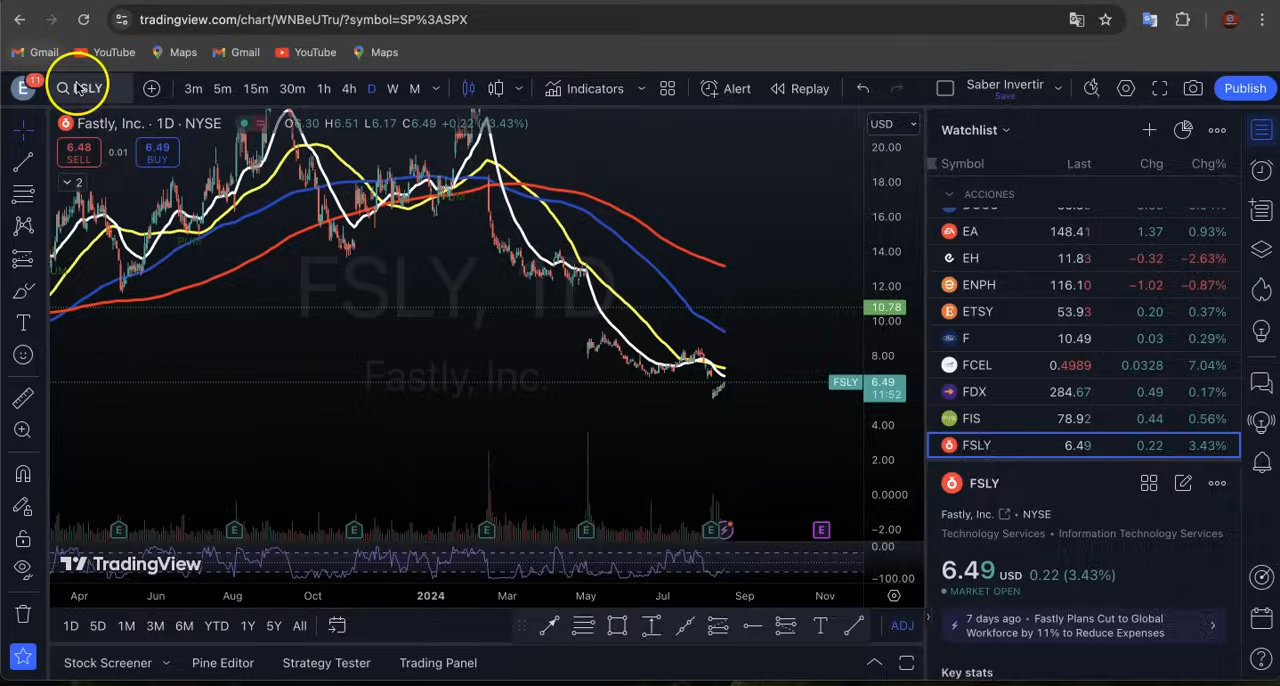 tradingview.com/chart/WNBeUTru/?symbol=SP%3ASPX
Gmail YouTube Maps Gmail YouTube Maps
E 11 FSLY 3m 5m 15m 30m 1h 4h D W M Indicators Alert Replay Saber Invertir Save Publish
Fastly, Inc. · 1D · NYSE H6.51 L6.17 C6.49 USD
6.48 SELL 0.01 6.49 BUY
2
20.00
18.00
16.00
14.00
12.00
10.78
10.00
8.00
FSLY 6.49
11:52
4.00
2.00
0.0000
−2.00
0.00
−100.00
FSLY, 1D
Fastly, Inc.
E E E E E E E
TradingView
Apr Jun Aug Oct 2024 Mar May Jul Sep Nov
1D 5D 1M 3M 6M YTD 1Y 5Y All ADJ
Stock Screener Pine Editor Strategy Tester Trading Panel
Watchlist
Symbol Last Chg Chg%
ACCIONES
EA 148.41 1.37 0.93%
EH 11.83 −0.32 −2.63%
ENPH 116.10 −1.02 −0.87%
ETSY 53.93 0.20 0.37%
F 10.49 0.03 0.29%
FCEL 0.4989 0.0328 7.04%
FDX 284.67 0.49 0.17%
FIS 78.92 0.44 0.56%
FSLY 6.49 0.22 3.43%
FSLY
Fastly, Inc. • NYSE
Technology Services • Information Technology Services
6.49 USD 0.22 (3.43%)
MARKET OPEN
7 days ago • Fastly Plans Cut to Global
Workforce by 11% to Reduce Expenses
Key stats